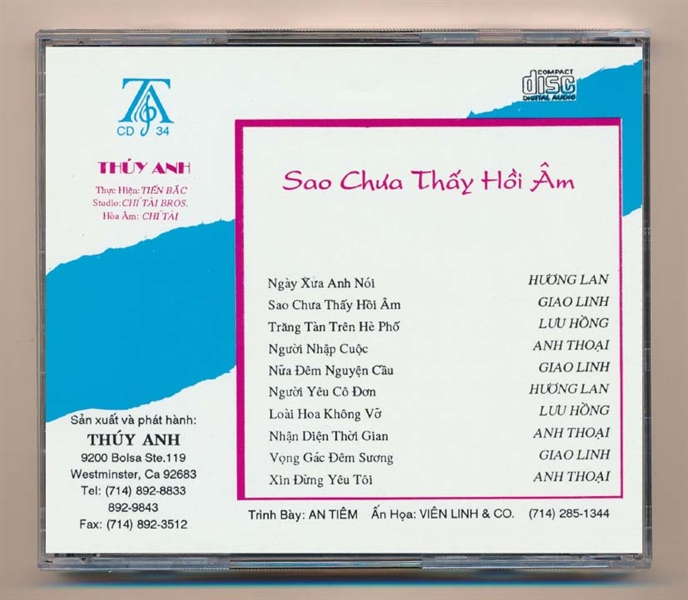 TA
CD 34
COMPACT
disc
DIGITAL AUDIO
THÚY ANH
Thực Hiện: TIẾN BẮC
Studio: CHÍ TÀI BROS.
Hòa Âm: CHÍ TÀI
Sao Chưa Thấy Hồi Âm
Ngày Xưa Anh Nói HƯƠNG LAN
Sao Chưa Thấy Hồi Âm GIAO LINH
Trăng Tàn Trên Hè Phố LƯU HỒNG
Người Nhập Cuộc ANH THOẠI
Nữa Đêm Nguyện Cầu GIAO LINH
Người Yêu Cô Đơn HƯƠNG LAN
Loài Hoa Không Vỡ LƯU HỒNG
Nhận Diện Thời Gian ANH THOẠI
Vọng Gác Đêm Sương GIAO LINH
Xin Đừng Yêu Tôi ANH THOẠI
Sản xuất và phát hành:
THÚY ANH
9200 Bolsa Ste.119
Westminster, Ca 92683
Tel: (714) 892-8833
892-9843
Fax: (714) 892-3512
Trình Bày: AN TIÊM Ấn Họa: VIÊN LINH & CO. (714) 285-1344